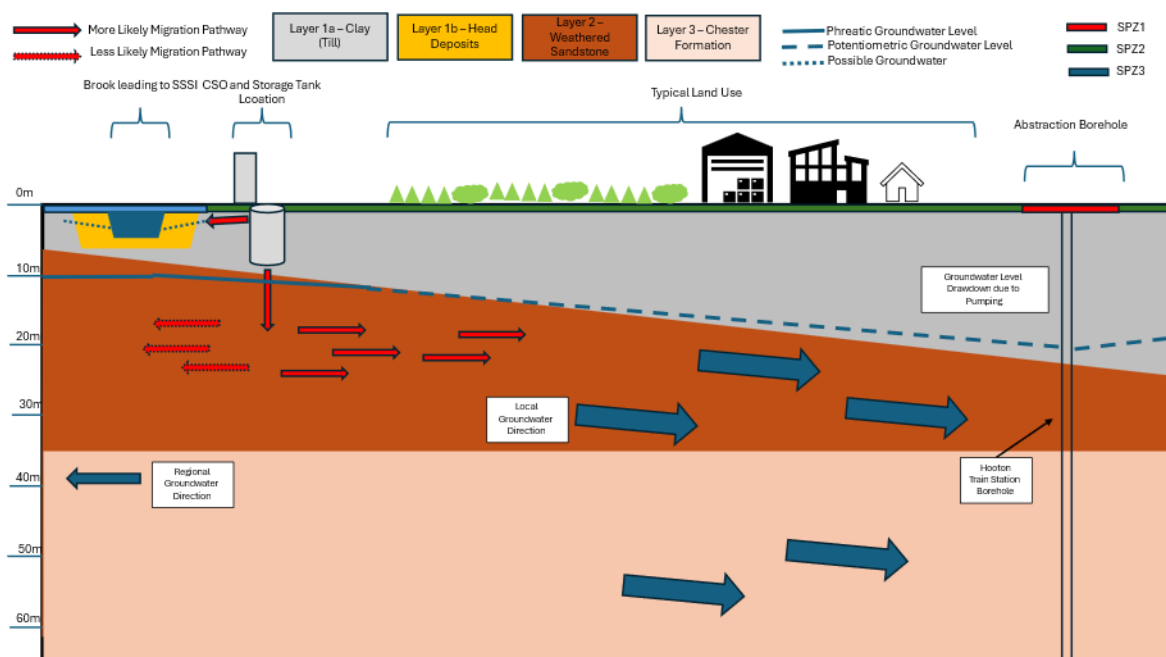 More Likely Migration Pathway
Less Likely Migration Pathway
Layer 1a – Clay
(Till)
Layer 1b – Head
Deposits
Layer 2 –
Weathered
Sandstone
Layer 3 – Chester
Formation
Phreatic Groundwater Level
Potentiometric Groundwater Level
Possible Groundwater
SPZ1
SPZ2
SPZ3
Brook leading to SSSI
CSO and Storage Tank
Lcoation
Typical Land Use
Abstraction Borehole
0m
10m
20m
30m
40m
50m
60m
Groundwater Level
Drawdown due to
Pumping
Local
Groundwater
Direction
Regional
Groundwater
Direction
Hooton
Train Station
Borehole